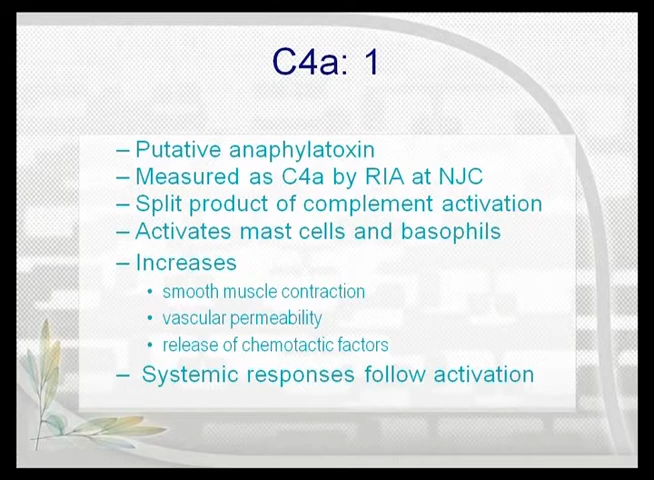 C4a: 1
– Putative anaphylatoxin
– Measured as C4a by RIA at NJC
– Split product of complement activation
– Activates mast cells and basophils
– Increases
• smooth muscle contraction
• vascular permeability
• release of chemotactic factors
– Systemic responses follow activation